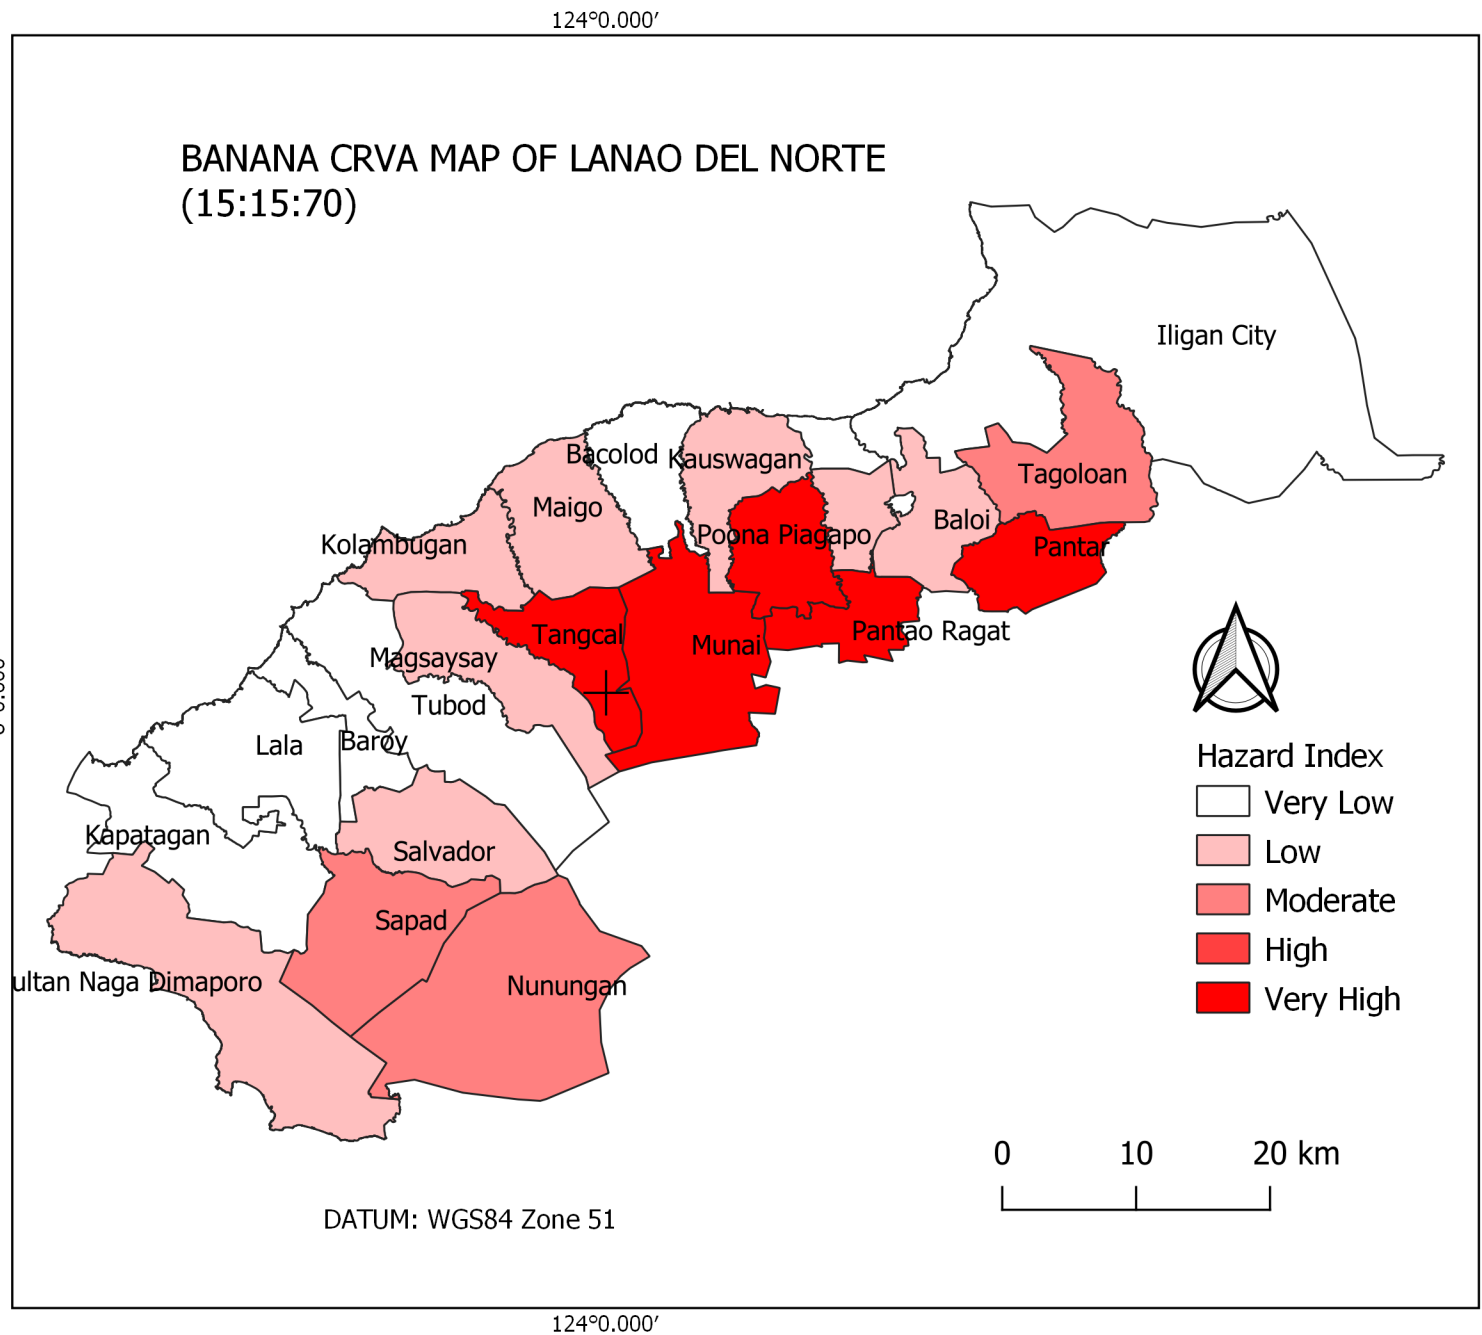 124°0.000′
BANANA CRVA MAP OF LANAO DEL NORTE
(15:15:70)
Iligan City
Bacolod
Kauswagan
Tagoloan
Maigo
Baloi
Poona Piagapo
Kolambugan
Pantar
Tangcal
Pantao Ragat
Munai
Magsaysay
Tubod
Baroy
Lala
Kapatagan
Salvador
Sapad
ultan Naga Dimaporo
Nunungan
Hazard Index
Very Low
Low
Moderate
High
Very High
0 10 20 km
DATUM: WGS84 Zone 51
124°0.000′